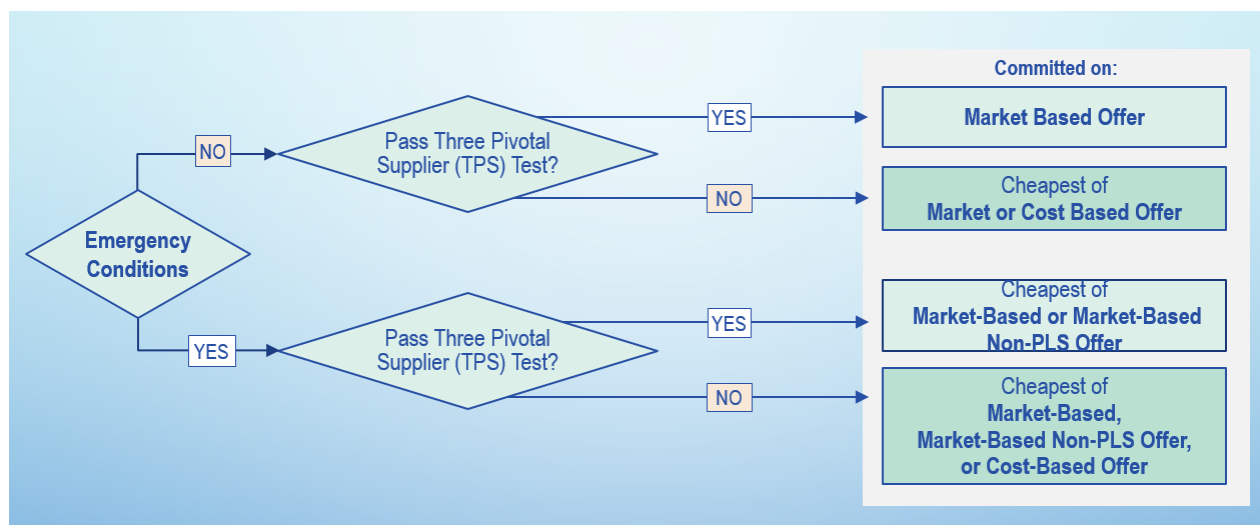 Committed on:
Market Based Offer
YES
Pass Three Pivotal
Supplier (TPS) Test?
NO
Cheapest of
Market or Cost Based Offer
NO
Emergency
Conditions
Cheapest of
Market-Based or Market-Based
Non-PLS Offer
YES
Pass Three Pivotal
Supplier (TPS) Test?
YES
Cheapest of
Market-Based,
Market-Based Non-PLS Offer,
or Cost-Based Offer
NO